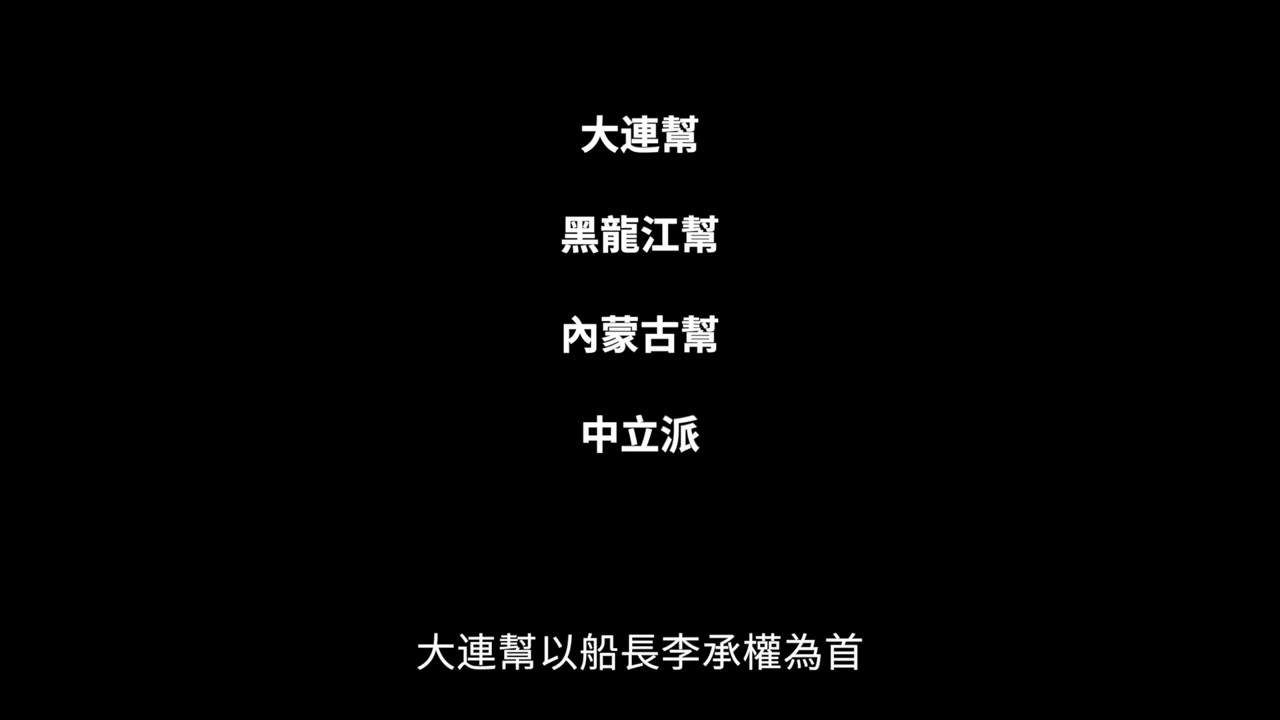 大連幫
黑龍江幫
內蒙古幫
中立派
大連幫以船長李承權為首